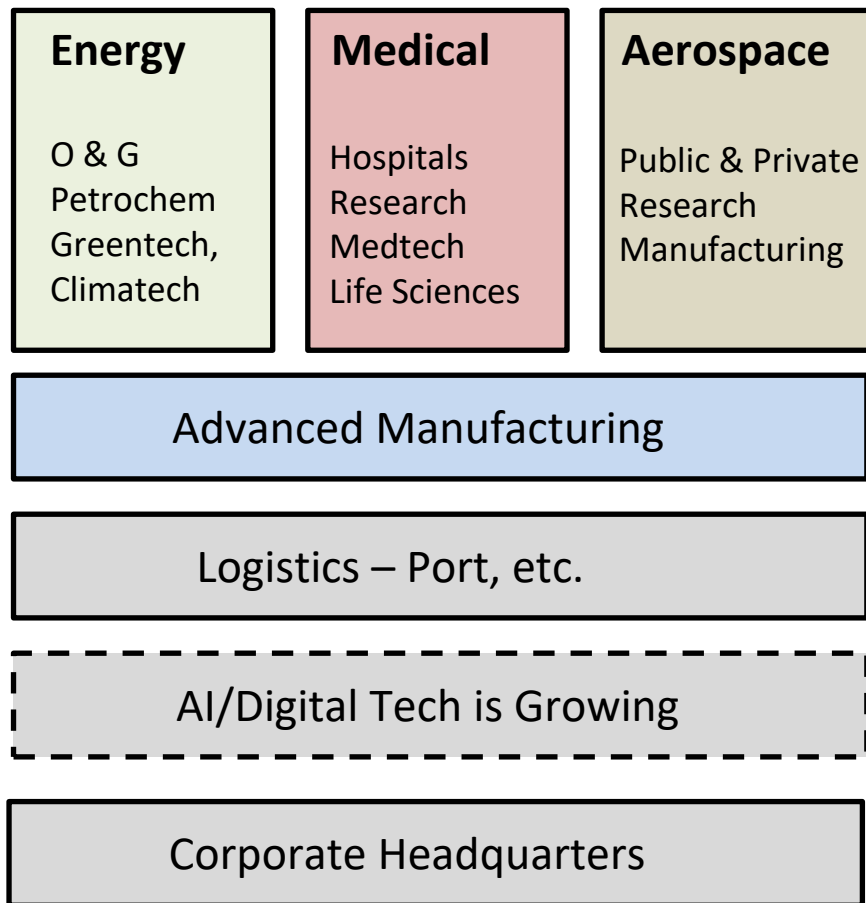 Energy
O & G
Petrochem
Greentech,
Climatech
Medical
Hospitals
Research
Medtech
Life Sciences
Aerospace
Public & Private
Research
Manufacturing
Advanced Manufacturing
Logistics – Port, etc.
AI/Digital Tech is Growing
Corporate Headquarters